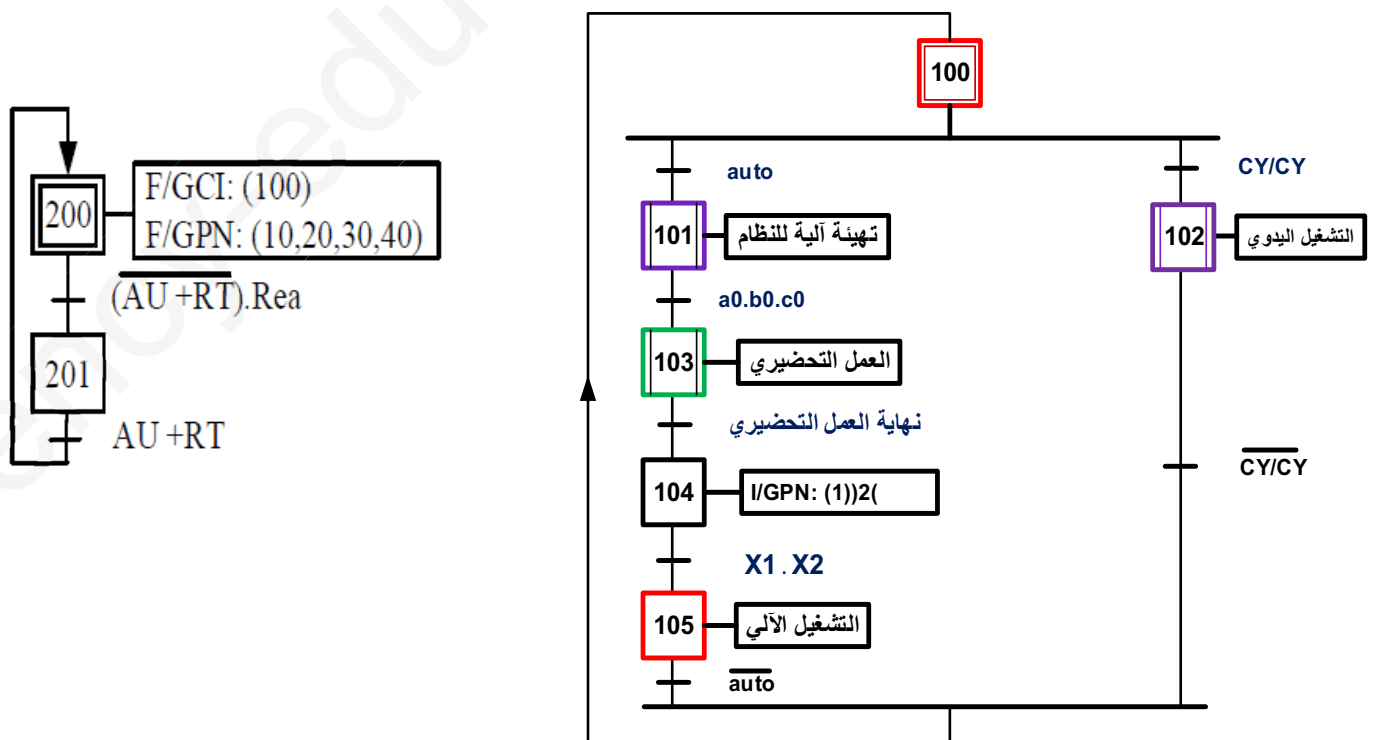 200
F/GCI: (100)
F/GPN: (10,20,30,40)
(AU +RT).Rea
201
AU +RT
100
auto
CY/CY
101
تهيئة آلية للنظام
102
التشغيل اليدوي
a0.b0.c0
103
العمل التحضيري
نهاية العمل التحضيري
CY/CY
104
I/GPN: (1))2(
X1 . X2
105
التشغيل الآلي
auto